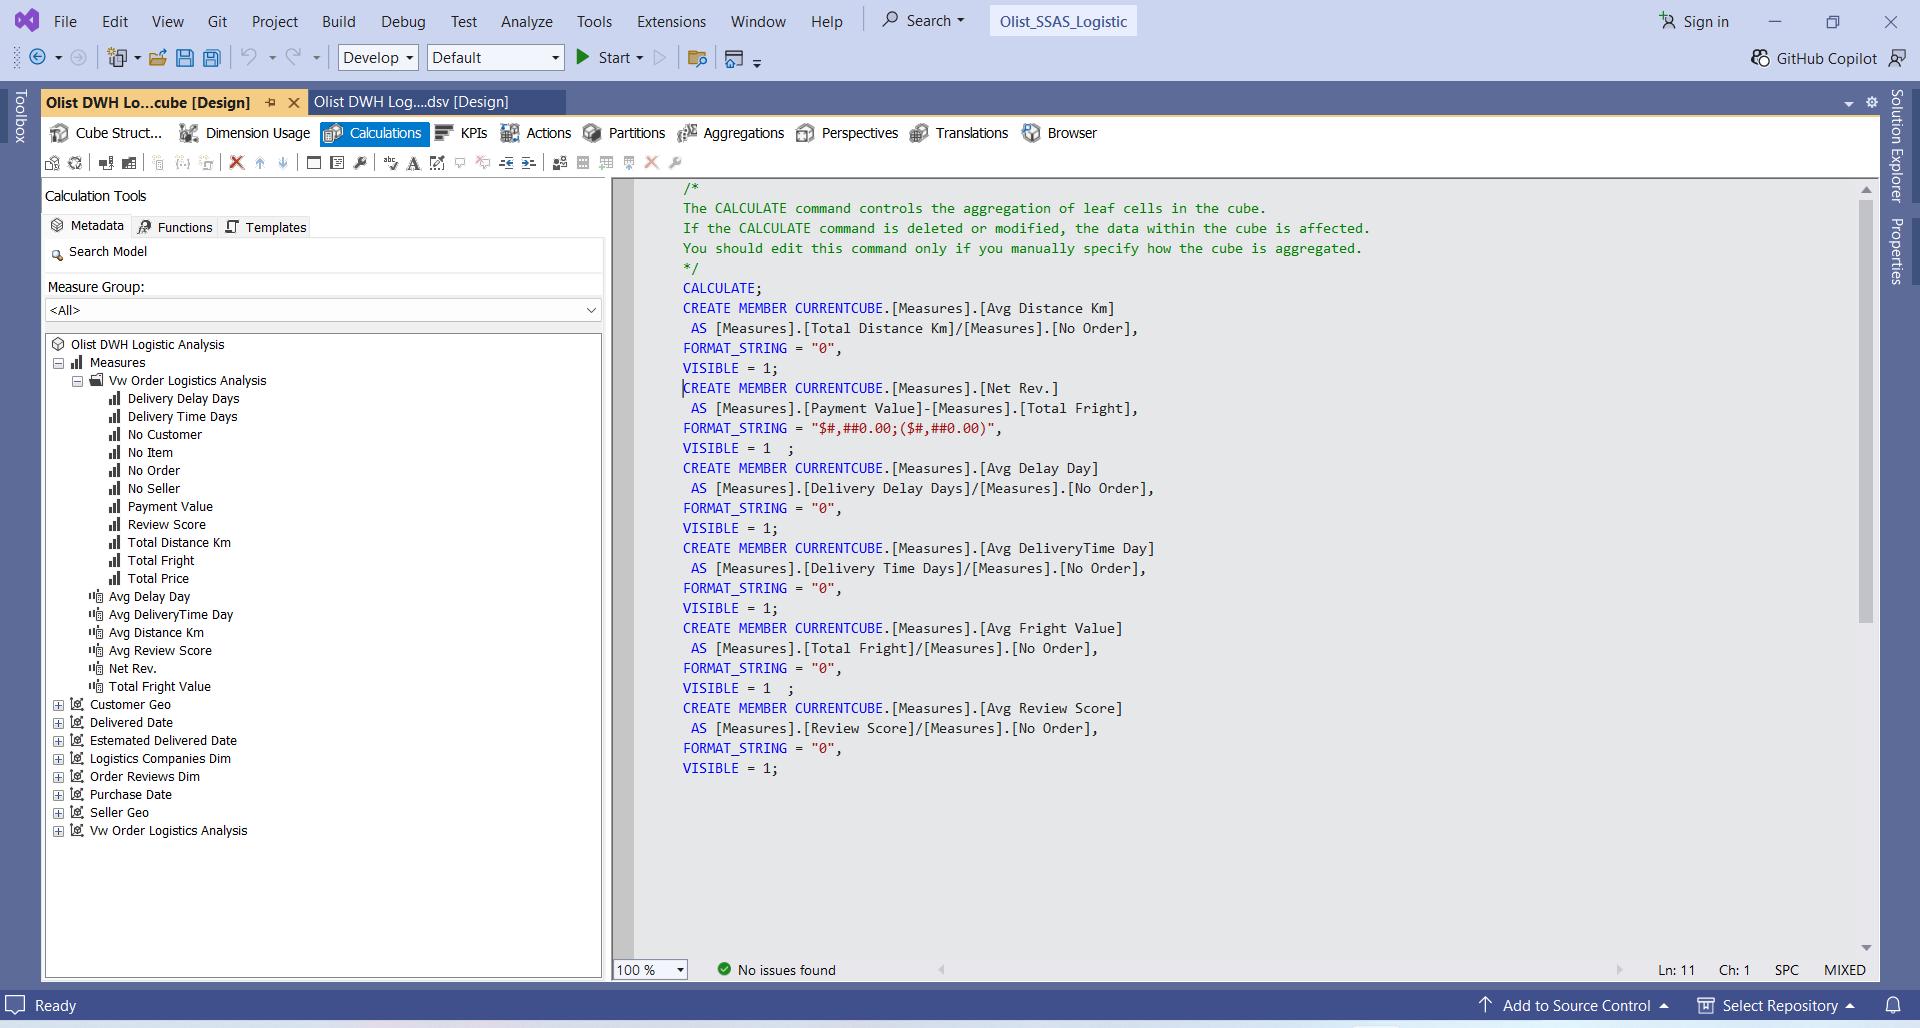 File Edit View Git Project Build Debug Test Analyze Tools Extensions Window Help Search Olist_SSAS_Logistic Sign in
Develop Default Start GitHub Copilot
Toolbox
Olist DWH Lo...cube [Design] Olist DWH Log....dsv [Design]
Cube Struct... Dimension Usage Calculations KPIs Actions Partitions Aggregations Perspectives Translations Browser
Calculation Tools
Metadata Functions Templates
Search Model
Measure Group:
<All>
Olist DWH Logistic Analysis
Measures
Vw Order Logistics Analysis
Delivery Delay Days
Delivery Time Days
No Customer
No Item
No Order
No Seller
Payment Value
Review Score
Total Distance Km
Total Fright
Total Price
Avg Delay Day
Avg DeliveryTime Day
Avg Distance Km
Avg Review Score
Net Rev.
Total Fright Value
Customer Geo
Delivered Date
Estemated Delivered Date
Logistics Companies Dim
Order Reviews Dim
Purchase Date
Seller Geo
Vw Order Logistics Analysis
/*
The CALCULATE command controls the aggregation of leaf cells in the cube.
If the CALCULATE command is deleted or modified, the data within the cube is affected.
You should edit this command only if you manually specify how the cube is aggregated.
*/
CALCULATE;
CREATE MEMBER CURRENTCUBE.[Measures].[Avg Distance Km]
AS [Measures].[Total Distance Km]/[Measures].[No Order],
FORMAT_STRING = "0",
VISIBLE = 1;
CREATE MEMBER CURRENTCUBE.[Measures].[Net Rev.]
AS [Measures].[Payment Value]-[Measures].[Total Fright],
FORMAT_STRING = "$#,##0.00;($#,##0.00)",
VISIBLE = 1  ;
CREATE MEMBER CURRENTCUBE.[Measures].[Avg Delay Day]
AS [Measures].[Delivery Delay Days]/[Measures].[No Order],
FORMAT_STRING = "0",
VISIBLE = 1;
CREATE MEMBER CURRENTCUBE.[Measures].[Avg DeliveryTime Day]
AS [Measures].[Delivery Time Days]/[Measures].[No Order],
FORMAT_STRING = "0",
VISIBLE = 1;
CREATE MEMBER CURRENTCUBE.[Measures].[Avg Fright Value]
AS [Measures].[Total Fright]/[Measures].[No Order],
FORMAT_STRING = "0",
VISIBLE = 1  ;
CREATE MEMBER CURRENTCUBE.[Measures].[Avg Review Score]
AS [Measures].[Review Score]/[Measures].[No Order],
FORMAT_STRING = "0",
VISIBLE = 1;
100 % No issues found Ln: 11 Ch: 1 SPC MIXED
Solution Explorer
Properties
Ready Add to Source Control Select Repository